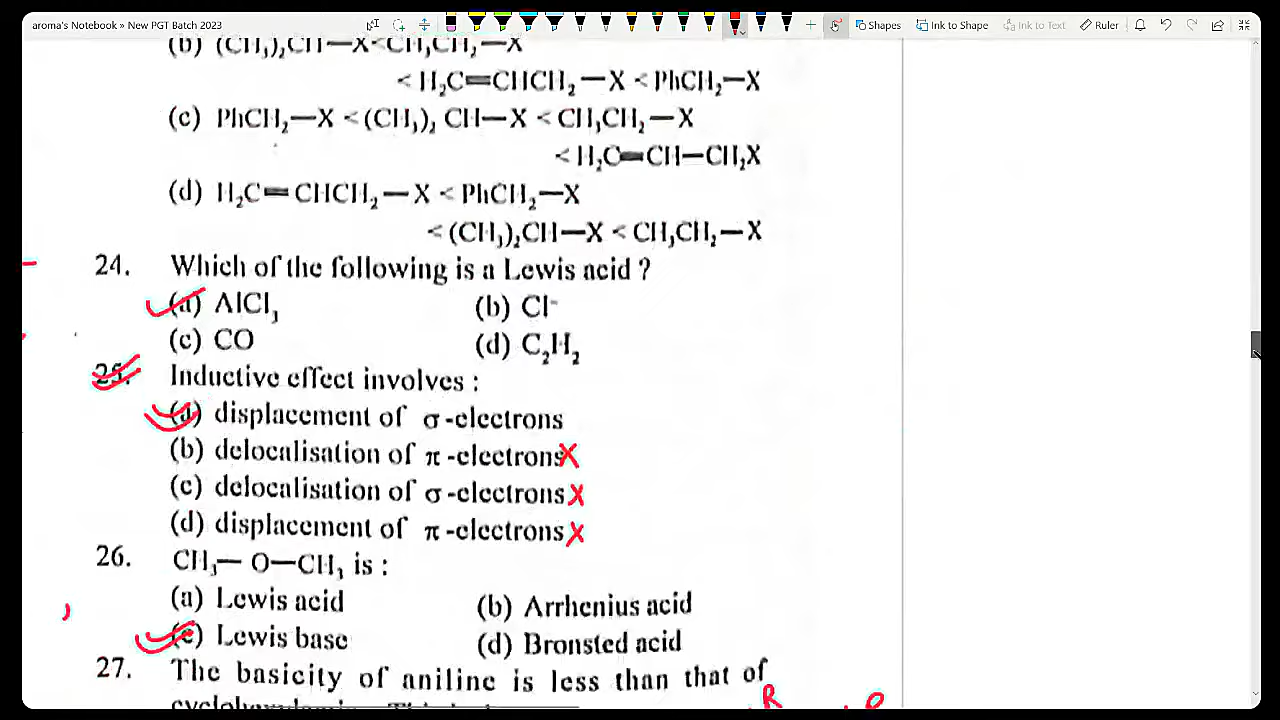 aroma's Notebook » New PGT Batch 2023
Shapes Ink to Shape Ink to Text Ruler
(b) (CH₃)₂CH—X<CH₃CH₂—X
<H₂C=CHCH₂—X<PhCH₂—X
(c) PhCH₂—X<(CH₃)₂ CH—X<CH₃CH₂—X
<H₂C=CH—CH₂X
(d) H₂C=CHCH₂—X<PhCH₂—X
<(CH₃)₂CH—X<CH₃CH₂—X
24. Which of the following is a Lewis acid ?
(a) AlCl₃ (b) Cl⁻
(c) CO (d) C₂H₂
25. Inductive effect involves :
(a) displacement of σ-electrons
(b) delocalisation of π-electrons X
(c) delocalisation of σ-electrons X
(d) displacement of π-electrons X
26. CH₃—O—CH₃ is :
(a) Lewis acid (b) Arrhenius acid
(c) Lewis base (d) Bronsted acid
27. The basicity of aniline is less than that of
R